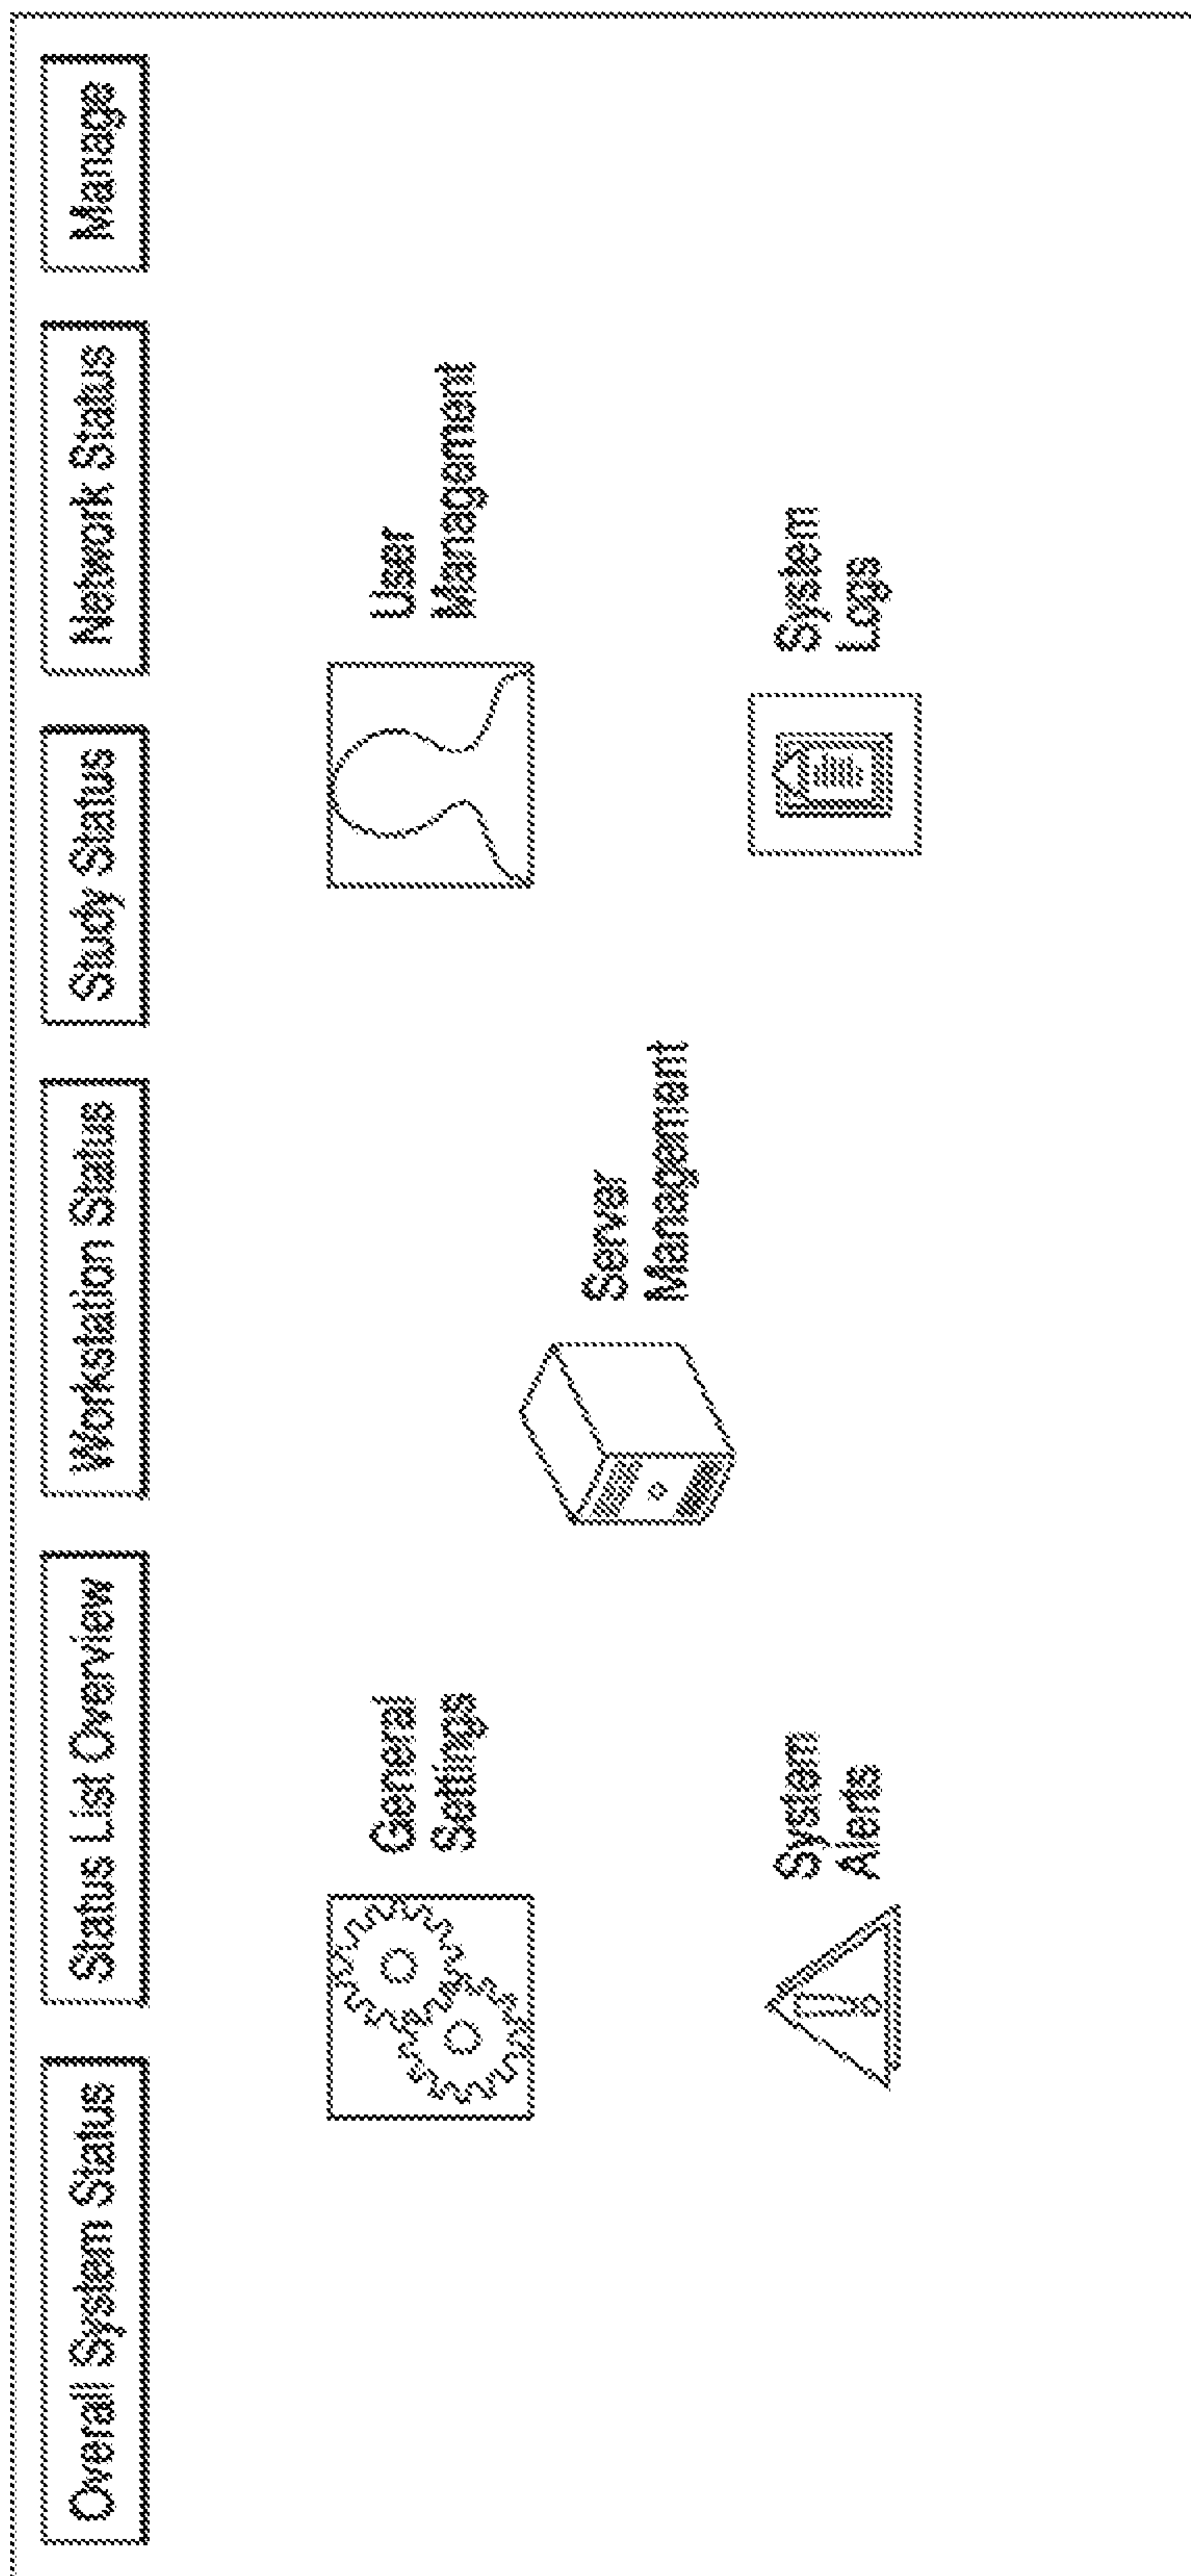 Overall System Status
Status List Overview
Workstation Status
Study Status
Network Status
Manage
General
Settings
User
Management
Server
Management
System
Alerts
System
Logs